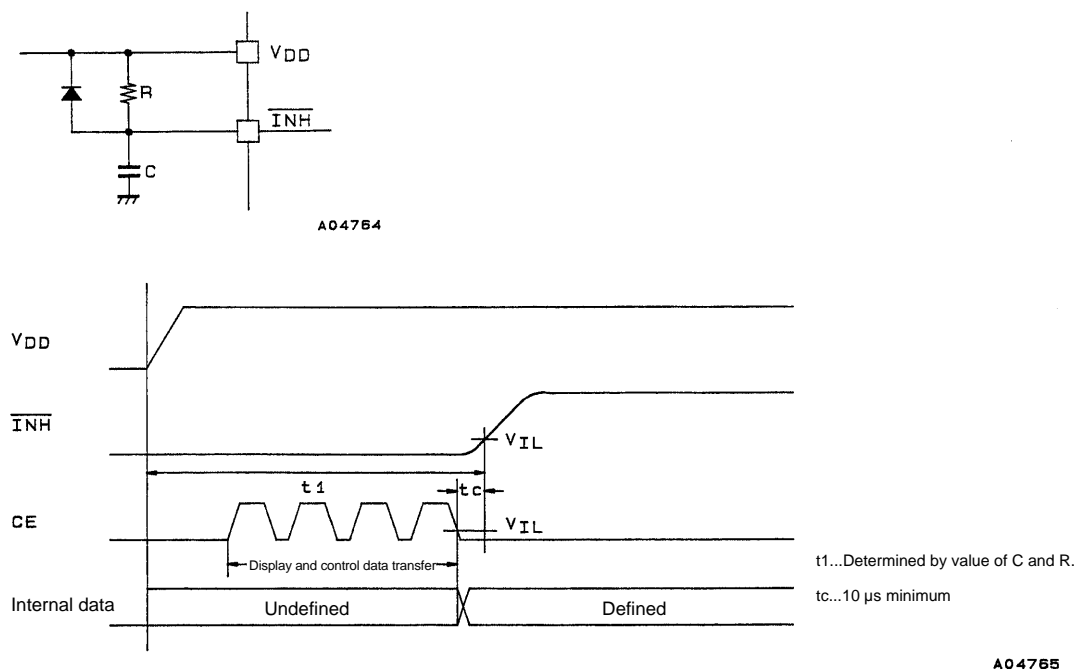 VDD
R
INH
C
A04764
VDD
INH
VIL
t1
tc
CE
VIL
Display and control data transfer
t1...Determined by value of C and R.
tc...10 µs minimum
Internal data
Undefined
Defined
A04765